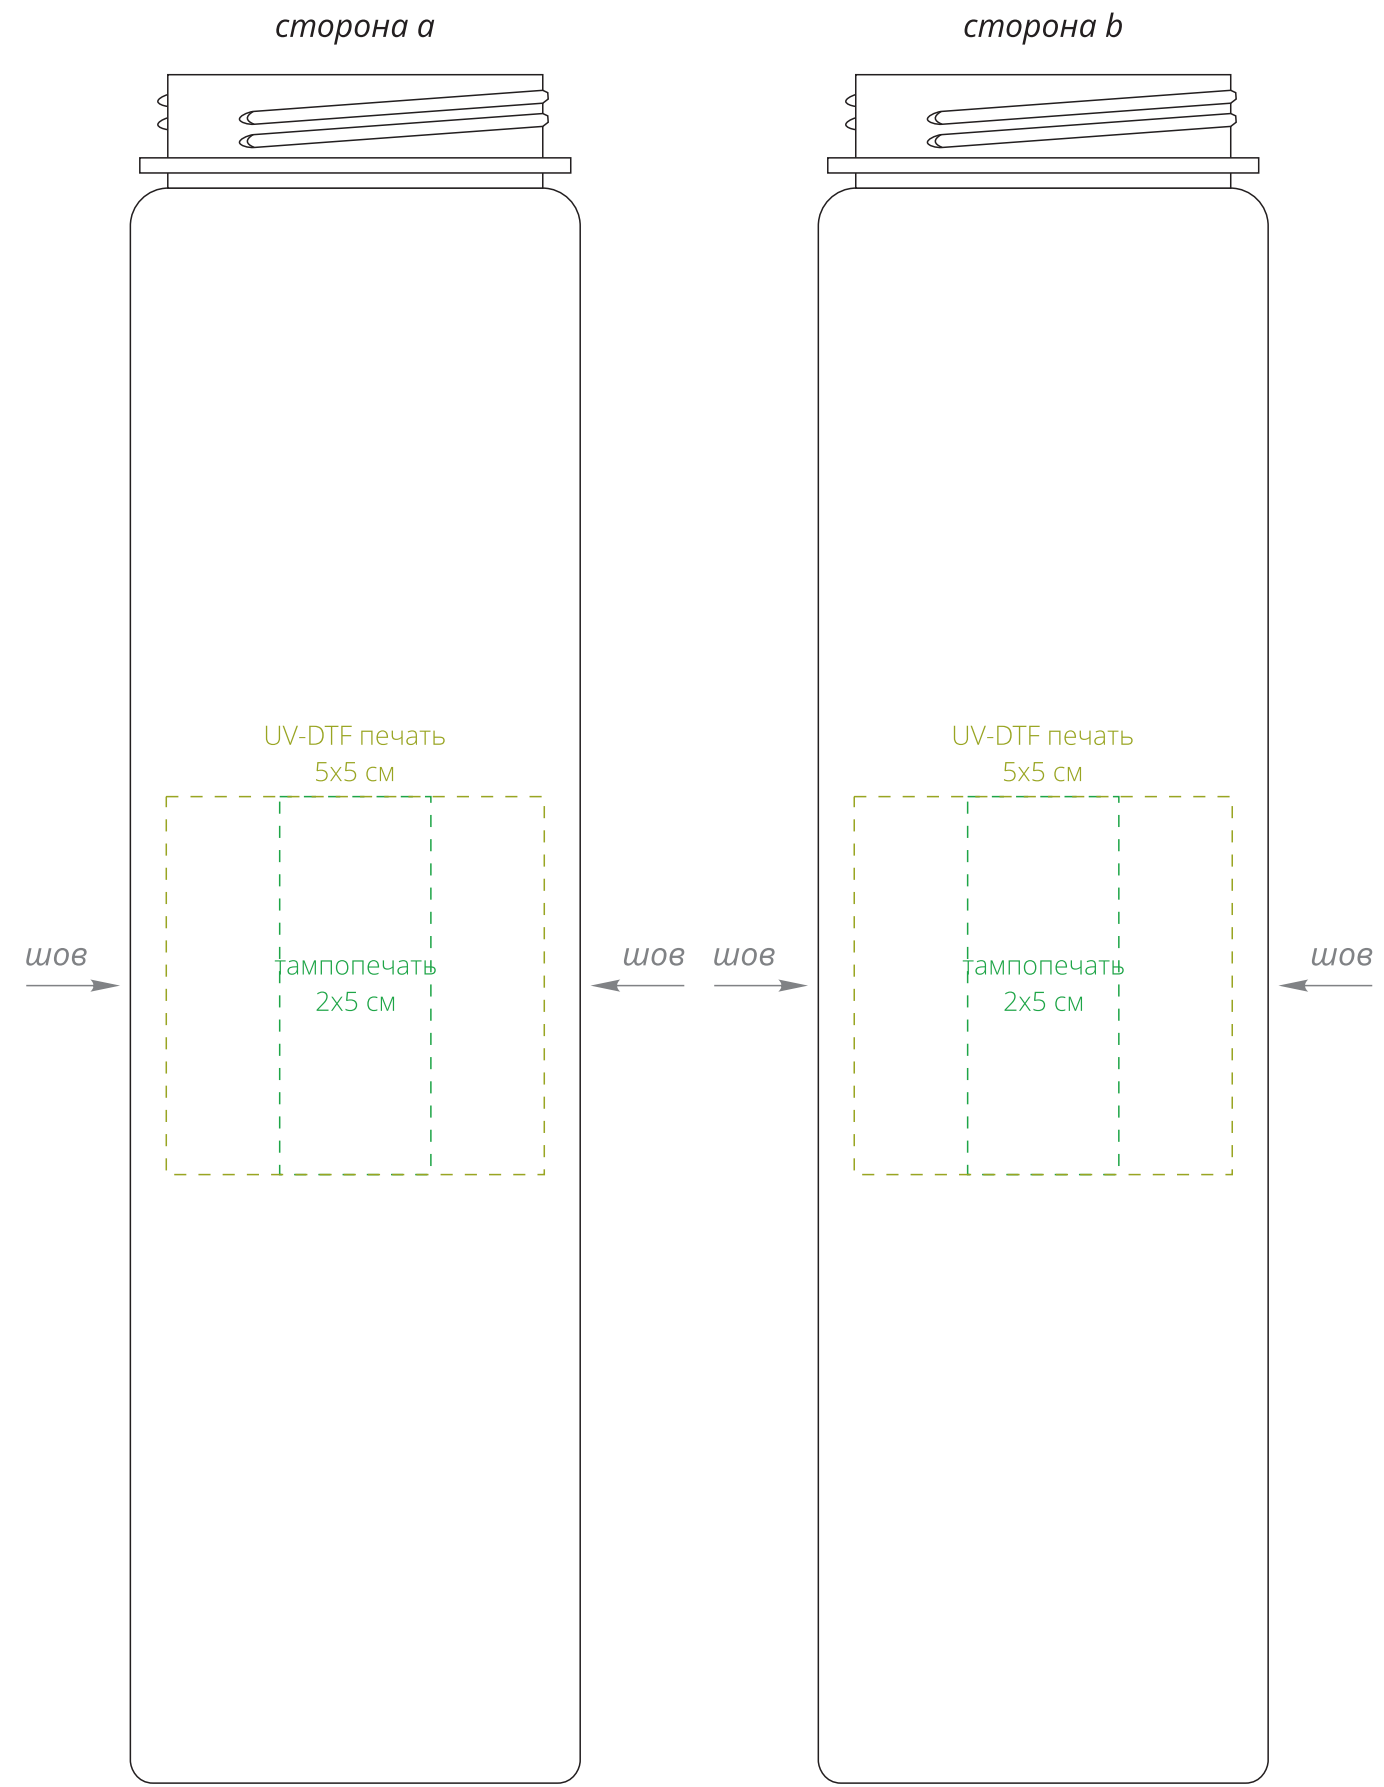 сторона a
сторона b
UV-DTF печать
5x5 см
UV-DTF печать
5x5 см
шов
тампопечать
2x5 см
шов
шов
тампопечать
2x5 см
шов